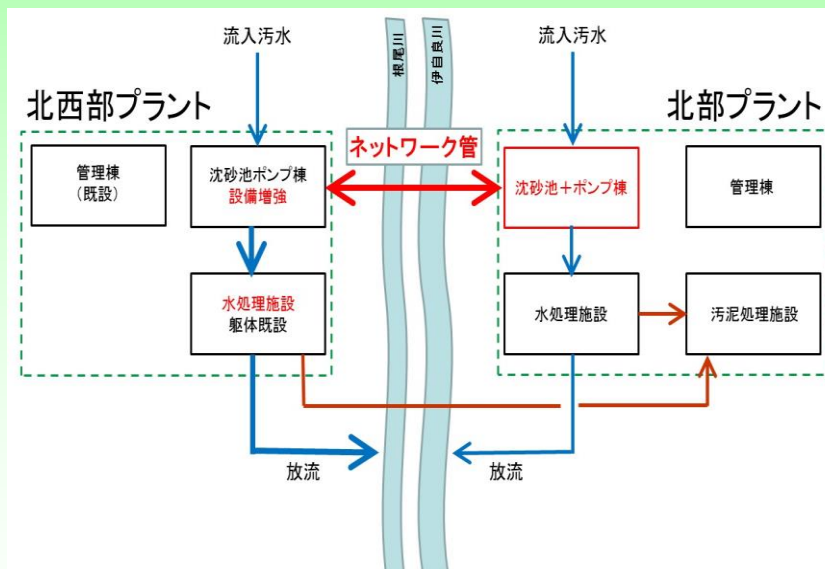 流入汚水
根尾川
伊自良川
流入汚水
北西部プラント
北部プラント
ネットワーク管
管理棟
(既設)
沈砂池ポンプ棟
設備増強
沈砂池+ポンプ棟
管理棟
水処理施設
躯体既設
水処理施設
汚泥処理施設
放流
放流